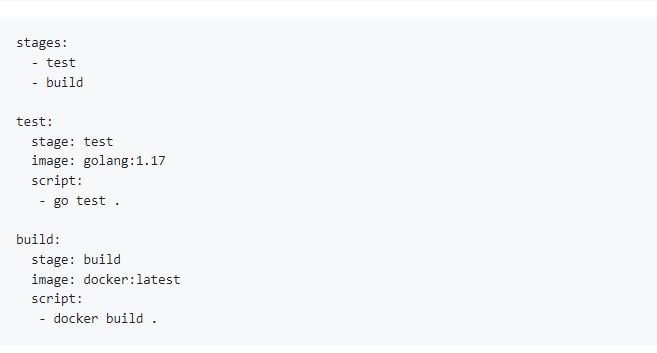 stages:
  - test
  - build

test:
  stage: test
  image: golang:1.17
  script:
   - go test .

build:
  stage: build
  image: docker:latest
  script:
   - docker build .